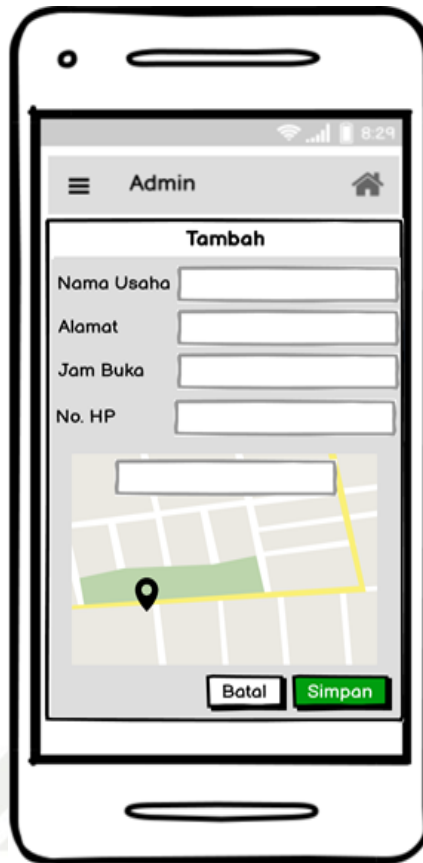 8:29
Admin
Tambah
Nama Usaha
Alamat
Jam Buka
No. HP
Batal Simpan